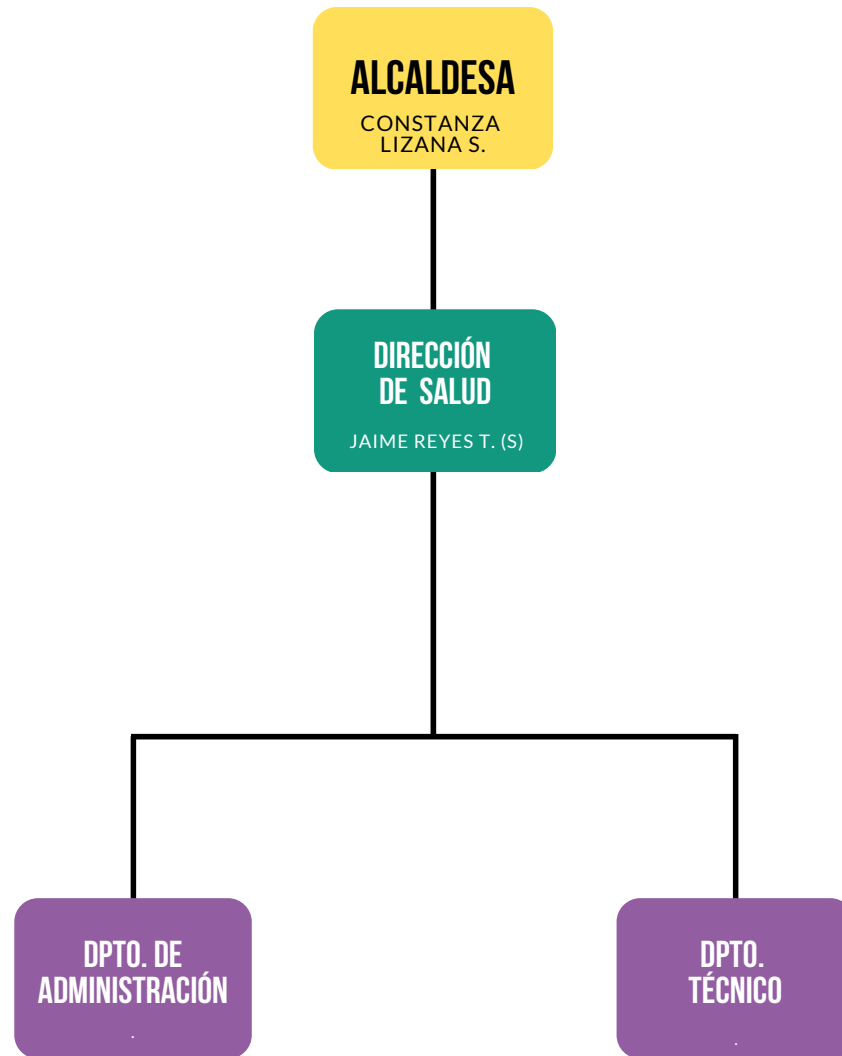 ALCALDESA
CONSTANZA
LIZANA S.
DIRECCIÓN
DE SALUD
JAIME REYES T. (S)
DPTO. DE
ADMINISTRACIÓN
.
DPTO.
TÉCNICO
.